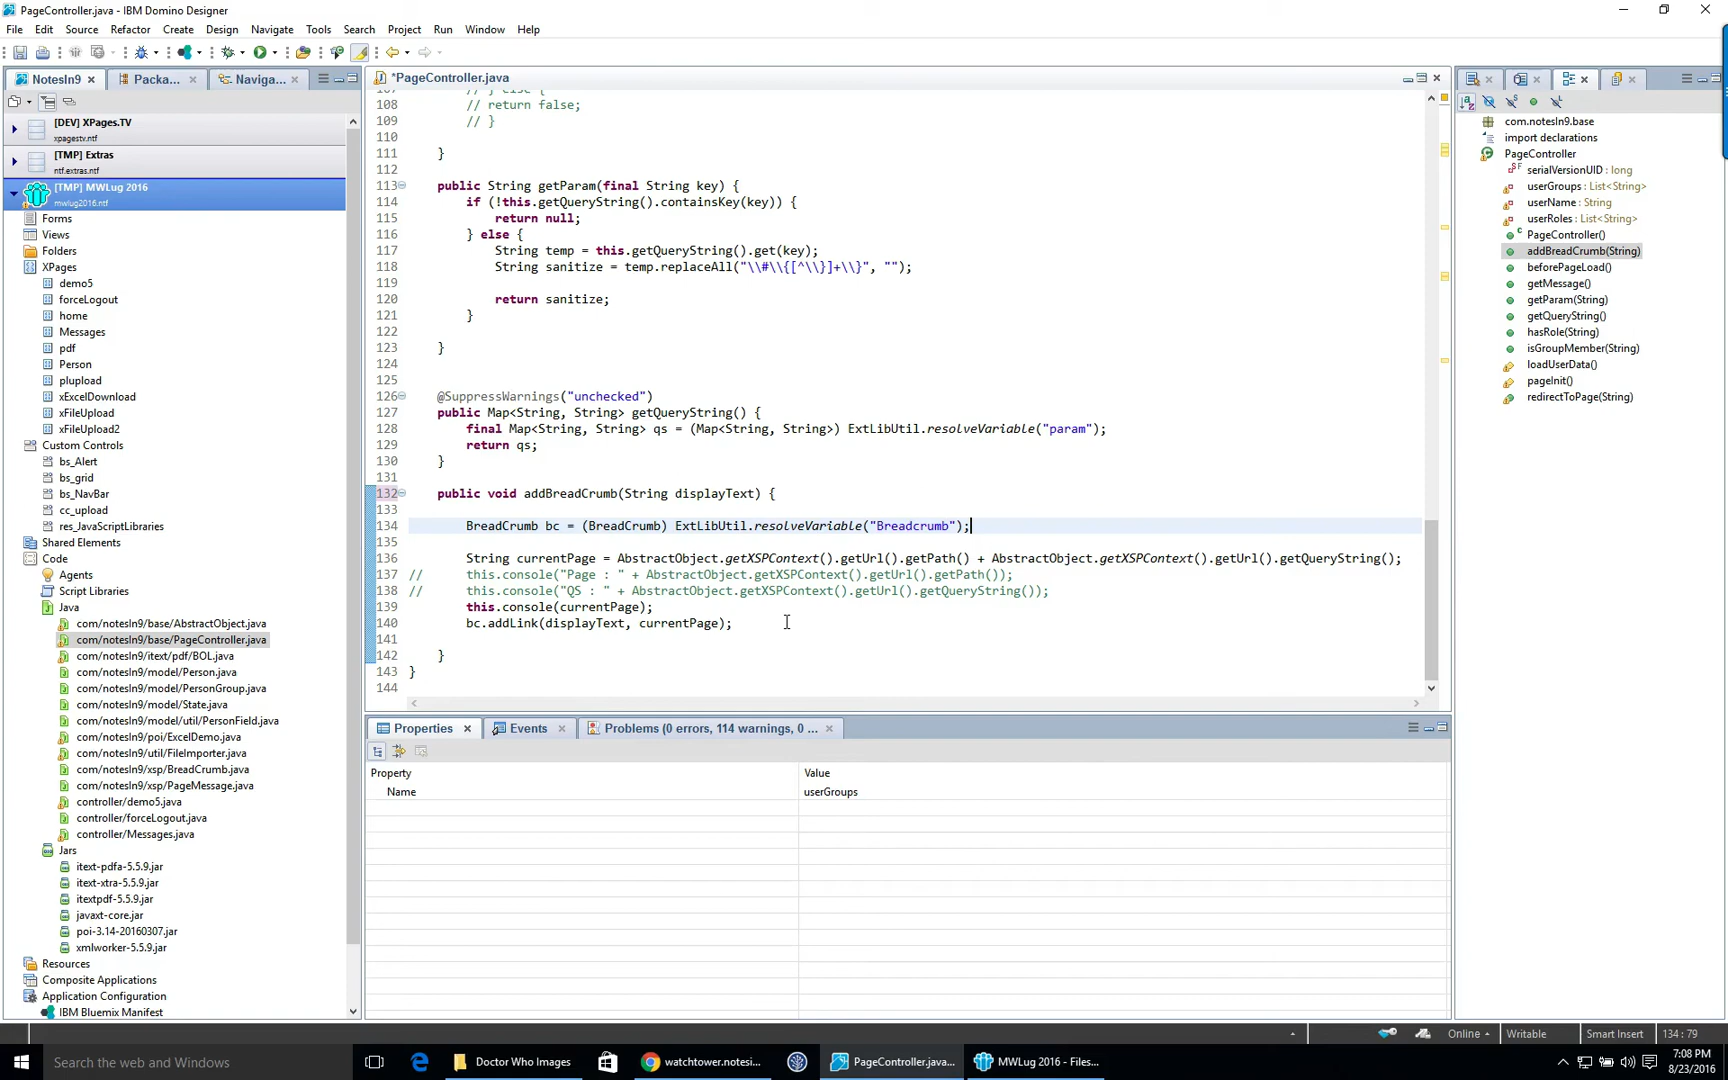 PageController.java - IBM Domino Designer
File Edit Source Refactor Create Design Navigate Tools Search Project Run Window Help
NotesIn9 Packa... Naviga...
[DEV] XPages.TV
xpagestv.ntf
[TMP] Extras
ntf.extras.ntf
[TMP] MWLug 2016
mwlug2016.ntf
Forms
Views
Folders
XPages
demo5
forceLogout
home
Messages
pdf
Person
plupload
xExcelDownload
xFileUpload
xFileUpload2
Custom Controls
bs_Alert
bs_grid
bs_NavBar
cc_upload
res_JavaScriptLibraries
Shared Elements
Code
Agents
Script Libraries
Java
com/notesIn9/base/AbstractObject.java
com/notesIn9/base/PageController.java
com/notesIn9/itext/pdf/BOL.java
com/notesIn9/model/Person.java
com/notesIn9/model/PersonGroup.java
com/notesIn9/model/State.java
com/notesIn9/model/util/PersonField.java
com/notesIn9/poi/ExcelDemo.java
com/notesIn9/util/FileImporter.java
com/notesIn9/xsp/BreadCrumb.java
com/notesIn9/xsp/PageMessage.java
controller/demo5.java
controller/forceLogout.java
controller/Messages.java
Jars
itext-pdfa-5.5.9.jar
itext-xtra-5.5.9.jar
itextpdf-5.5.9.jar
javaxt-core.jar
poi-3.14-20160307.jar
xmlworker-5.5.9.jar
Resources
Composite Applications
Application Configuration
IBM Bluemix Manifest
*PageController.java
107 // } else {
108 // return false;
109 // }
110
111 }
112
113 public String getParam(final String key) {
114 if (!this.getQueryString().containsKey(key)) {
115 return null;
116 } else {
117 String temp = this.getQueryString().get(key);
118 String sanitize = temp.replaceAll("\\#\\{[^\\}]+\\}", "");
119
120 return sanitize;
121 }
122
123 }
124
125
126 @SuppressWarnings("unchecked")
127 public Map<String, String> getQueryString() {
128 final Map<String, String> qs = (Map<String, String>) ExtLibUtil.resolveVariable("param");
129 return qs;
130 }
131
132 public void addBreadCrumb(String displayText) {
133
134 BreadCrumb bc = (BreadCrumb) ExtLibUtil.resolveVariable("Breadcrumb");
135
136 String currentPage = AbstractObject.getXSPContext().getUrl().getPath() + AbstractObject.getXSPContext().getUrl().getQueryString();
137 // this.console("Page : " + AbstractObject.getXSPContext().getUrl().getPath());
138 // this.console("QS : " + AbstractObject.getXSPContext().getUrl().getQueryString());
139 this.console(currentPage);
140 bc.addLink(displayText, currentPage);
141
142 }
143 }
144
Properties Events Problems (0 errors, 114 warnings, 0 ...
Property Value
Name userGroups
com.notesIn9.base
import declarations
PageController
serialVersionUID : long
userGroups : List<String>
userName : String
userRoles : List<String>
PageController()
addBreadCrumb(String)
beforePageLoad()
getMessage()
getParam(String)
getQueryString()
hasRole(String)
isGroupMember(String)
loadUserData()
pageInit()
redirectToPage(String)
Online Writable Smart Insert 134 : 79
Search the web and Windows
Doctor Who Images
watchtower.notesi...
PageController.java...
MWLug 2016 - Files...
7:08 PM
8/23/2016